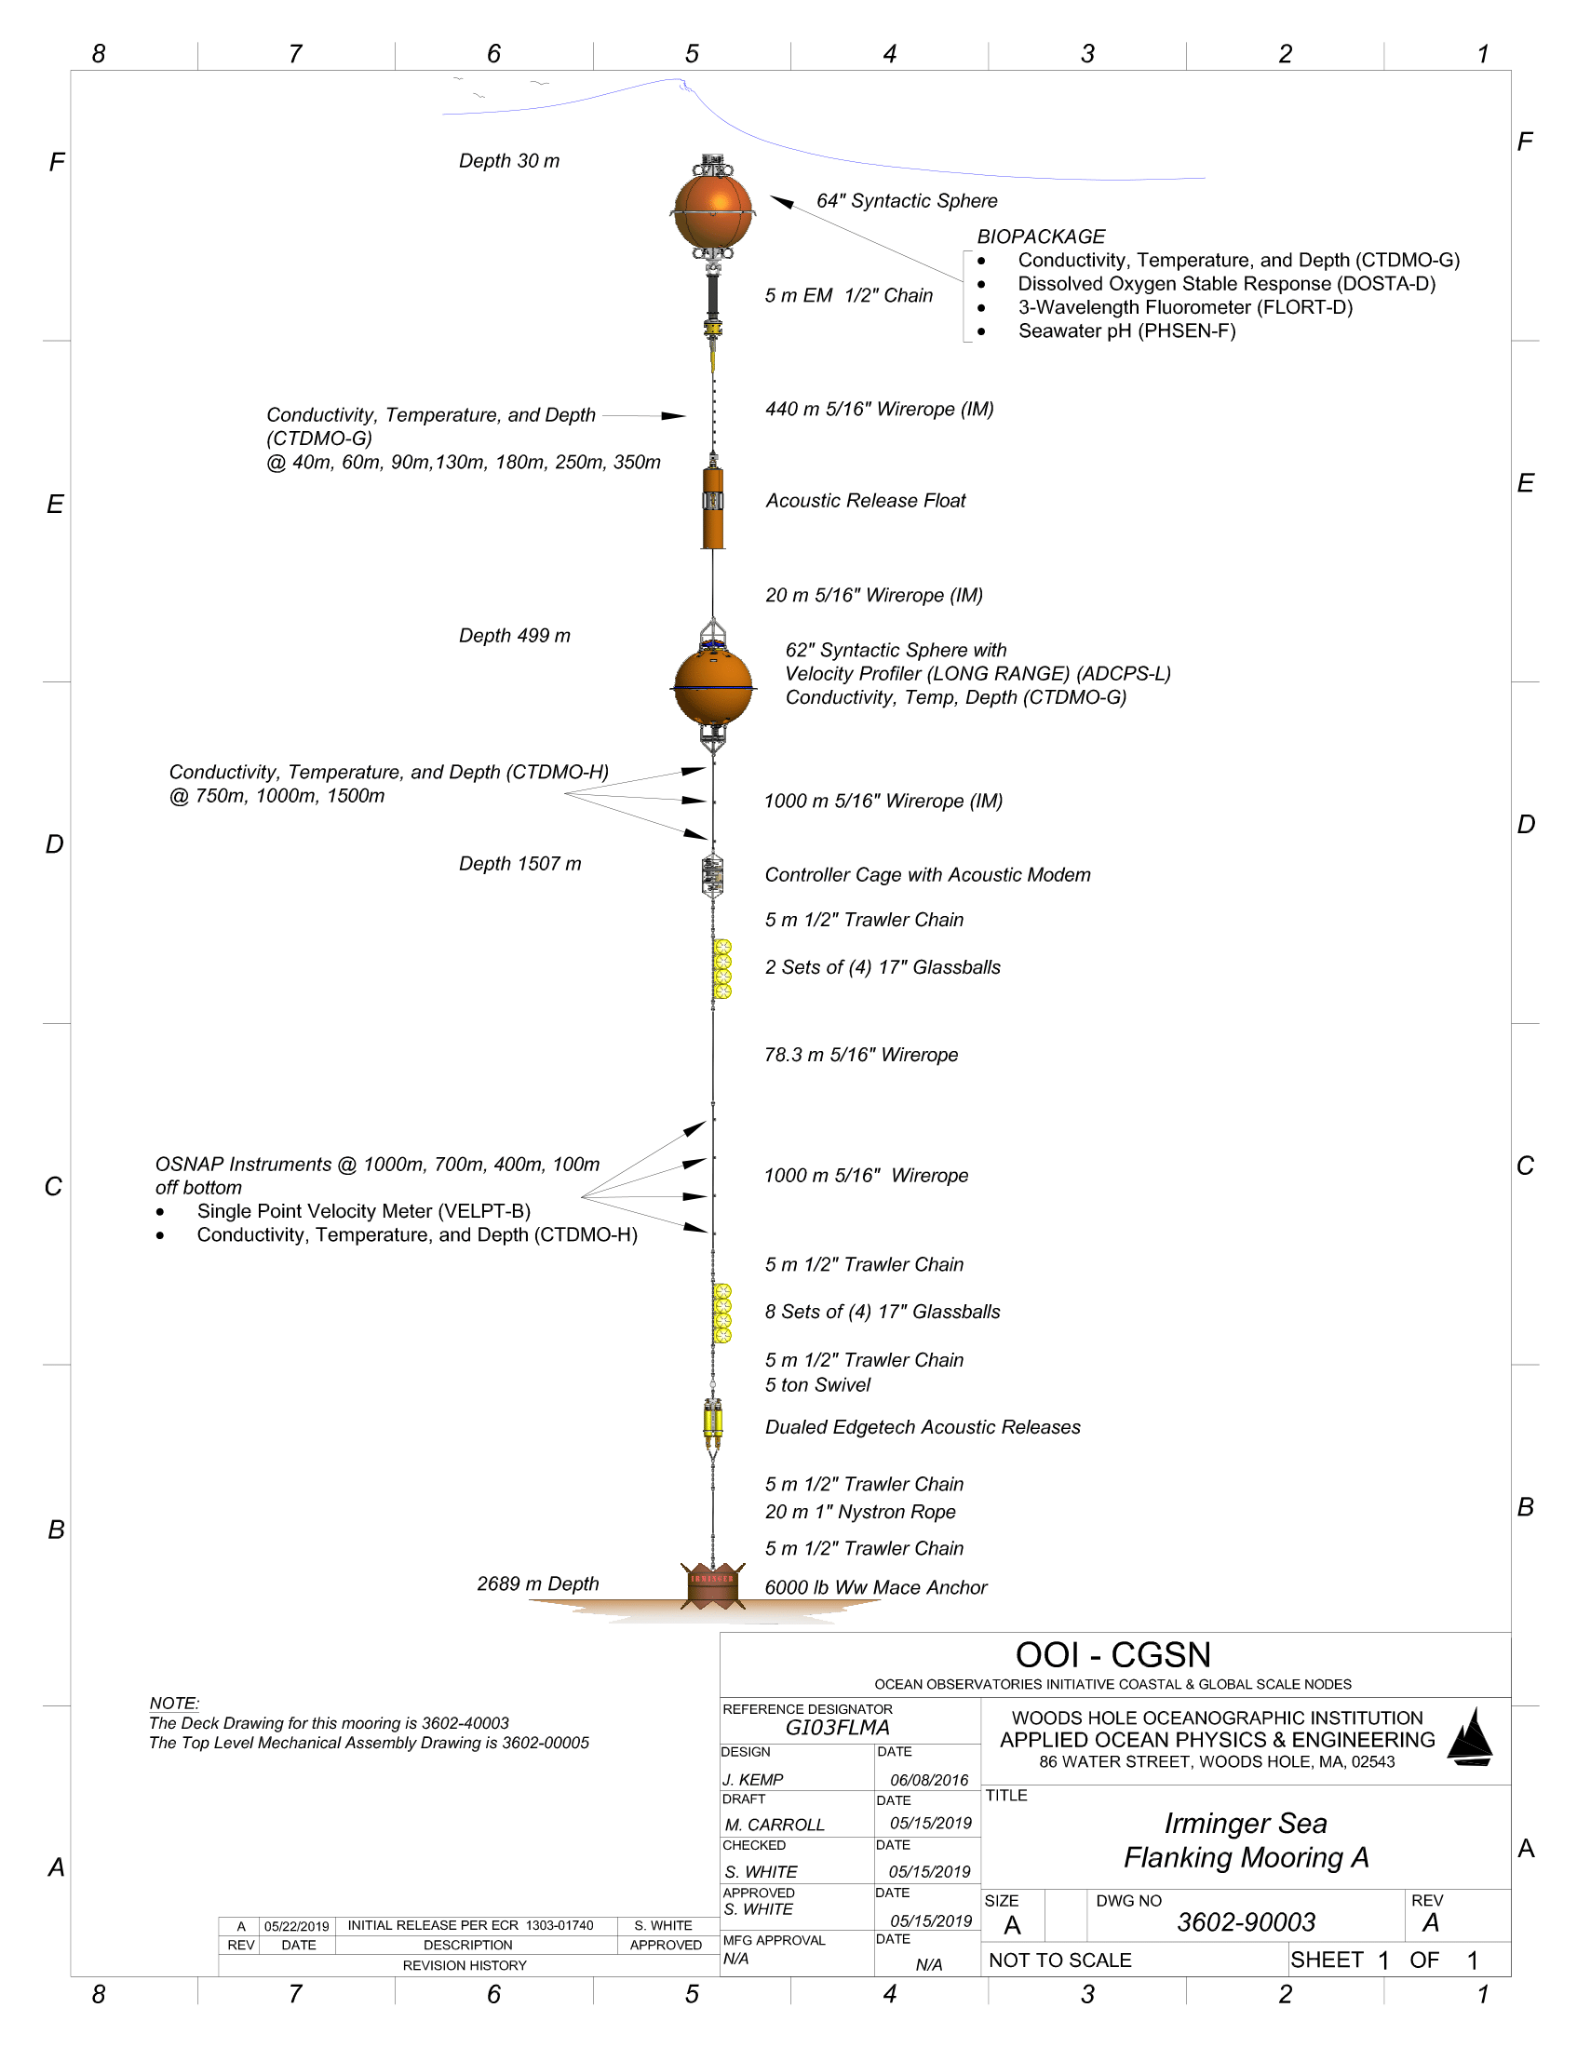 8 7 6 5 4 3 2 1
F
F
Depth 30 m
64" Syntactic Sphere
BIOPACKAGE
• Conductivity, Temperature, and Depth (CTDMO-G)
• Dissolved Oxygen Stable Response (DOSTA-D)
• 3-Wavelength Fluorometer (FLORT-D)
• Seawater pH (PHSEN-F)
5 m EM 1/2" Chain
Conductivity, Temperature, and Depth
(CTDMO-G)
@ 40m, 60m, 90m,130m, 180m, 250m, 350m
440 m 5/16" Wirerope (IM)
E
E
Acoustic Release Float
20 m 5/16" Wirerope (IM)
Depth 499 m
62" Syntactic Sphere with
Velocity Profiler (LONG RANGE) (ADCPS-L)
Conductivity, Temp, Depth (CTDMO-G)
Conductivity, Temperature, and Depth (CTDMO-H)
@ 750m, 1000m, 1500m
1000 m 5/16" Wirerope (IM)
D
D
Depth 1507 m
Controller Cage with Acoustic Modem
5 m 1/2" Trawler Chain
2 Sets of (4) 17" Glassballs
78.3 m 5/16" Wirerope
OSNAP Instruments @ 1000m, 700m, 400m, 100m
off bottom
• Single Point Velocity Meter (VELPT-B)
• Conductivity, Temperature, and Depth (CTDMO-H)
1000 m 5/16" Wirerope
C
C
5 m 1/2" Trawler Chain
8 Sets of (4) 17" Glassballs
5 m 1/2" Trawler Chain
5 ton Swivel
Dualed Edgetech Acoustic Releases
5 m 1/2" Trawler Chain
20 m 1" Nystron Rope
B
B
5 m 1/2" Trawler Chain
2689 m Depth
IRMINGER
6000 lb Ww Mace Anchor
OOI - CGSN
OCEAN OBSERVATORIES INITIATIVE COASTAL & GLOBAL SCALE NODES
NOTE:
The Deck Drawing for this mooring is 3602-40003
The Top Level Mechanical Assembly Drawing is 3602-00005
REFERENCE DESIGNATOR
GI03FLMA
WOODS HOLE OCEANOGRAPHIC INSTITUTION
APPLIED OCEAN PHYSICS & ENGINEERING
86 WATER STREET, WOODS HOLE, MA, 02543
DESIGN DATE
J. KEMP 06/08/2016
DRAFT DATE
M. CARROLL 05/15/2019
CHECKED DATE
S. WHITE 05/15/2019
APPROVED DATE
S. WHITE 05/15/2019
MFG APPROVAL DATE
N/A N/A
TITLE
Irminger Sea
Flanking Mooring A
A
A
SIZE DWG NO REV
A 3602-90003 A
NOT TO SCALE SHEET 1 OF 1
A 05/22/2019 INITIAL RELEASE PER ECR 1303-01740 S. WHITE
REV DATE DESCRIPTION APPROVED
REVISION HISTORY
8 7 6 5 4 3 2 1